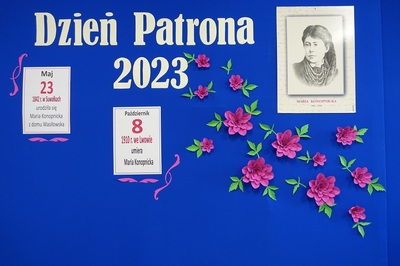 Dzień Patrona
2023
Maj
23
1842 r. w Suwałkach
urodziła się
Maria Konopnicka
z domu Wasiłowska
Październik
8
1910 r. we Lwowie
umiera
Maria Konopnicka
MARIA KONOPNICKA